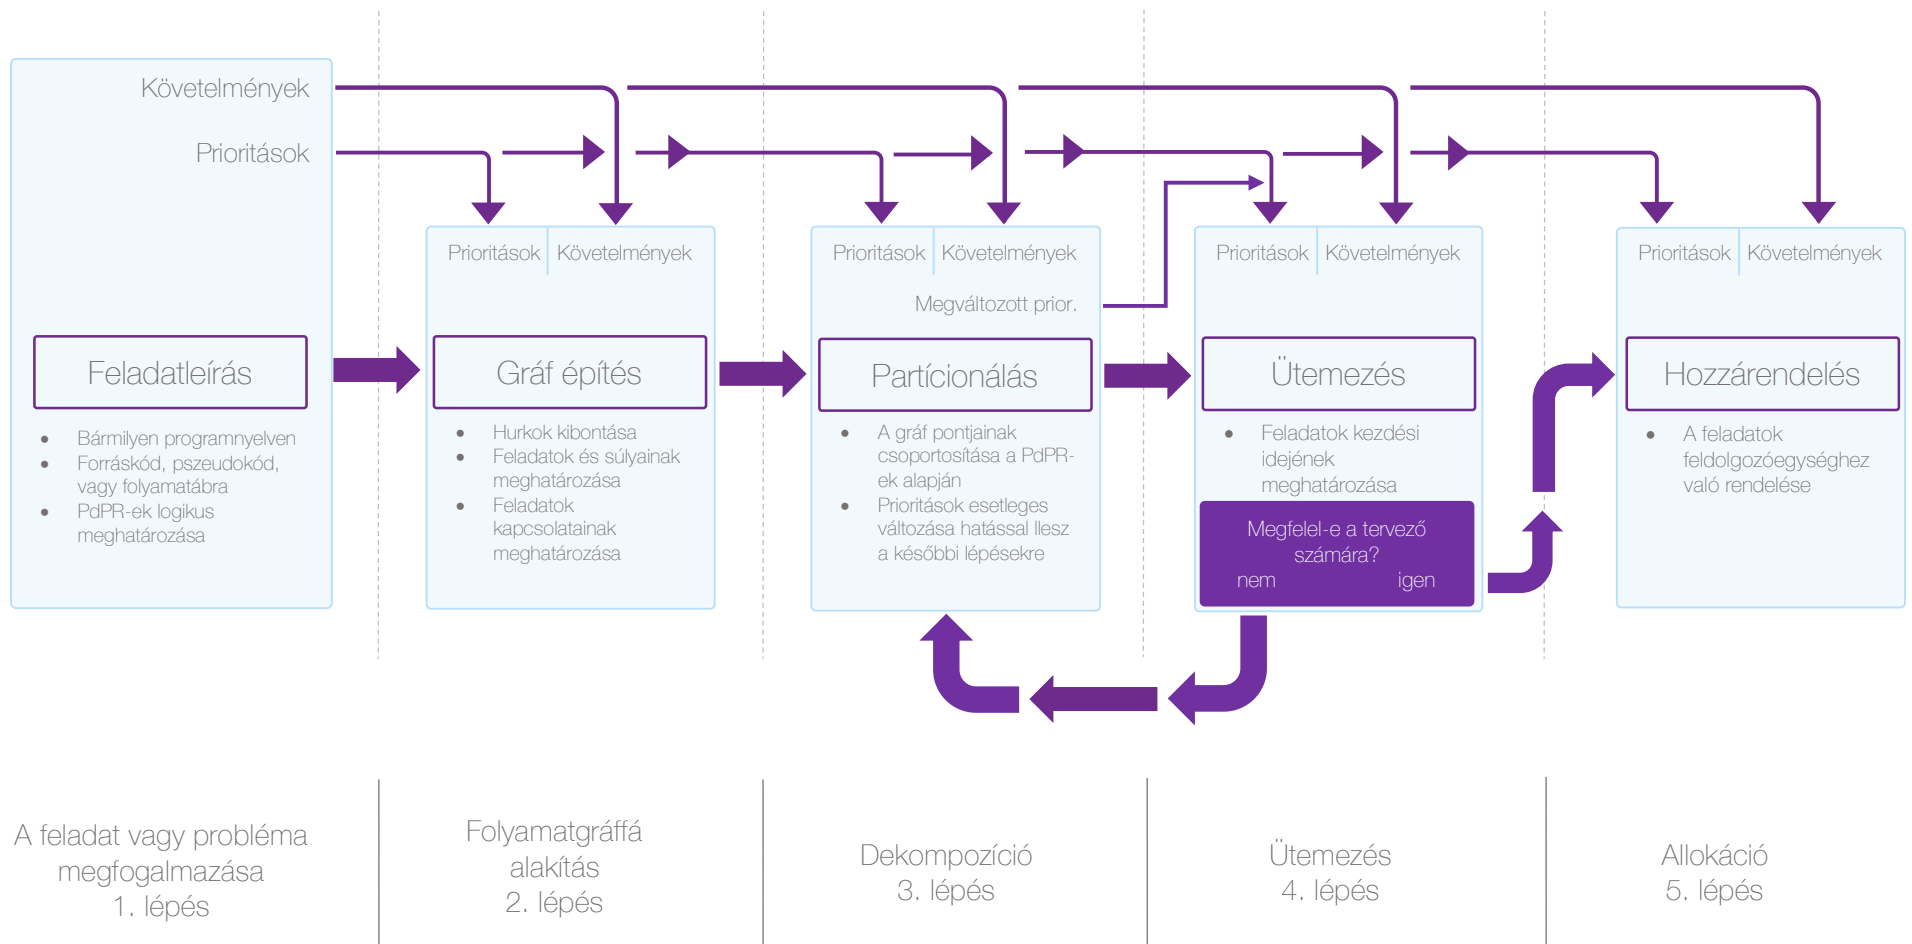 Követelmények
Prioritások
Feladatleírás
Bármilyen programnyelven
Forráskód, pszeudokód,
vagy folyamatábra
PdPR-ek logikus
meghatározása
Prioritások
Követelmények
Gráf építés
Hurkok kibontása
Feladatok és súlyainak
meghatározása
Feladatok
kapcsolatainak
meghatározása
Prioritások
Követelmények
Megváltozott prior.
Partícionálás
A gráf pontjainak
csoportosítása a PdPR-
ek alapján
Prioritások esetleges
változása hatással llesz
a későbbi lépésekre
Prioritások
Követelmények
Ütemezés
Feladatok kezdési
idejének
meghatározása
Megfelel-e a tervező
számára?
nem
igen
Prioritások
Követelmények
Hozzárendelés
A feladatok
feldolgozóegységhez
való rendelése
A feladat vagy probléma
megfogalmazása
1. lépés
Folyamatgráffá
alakítás
2. lépés
Dekompozíció
3. lépés
Ütemezés
4. lépés
Allokáció
5. lépés